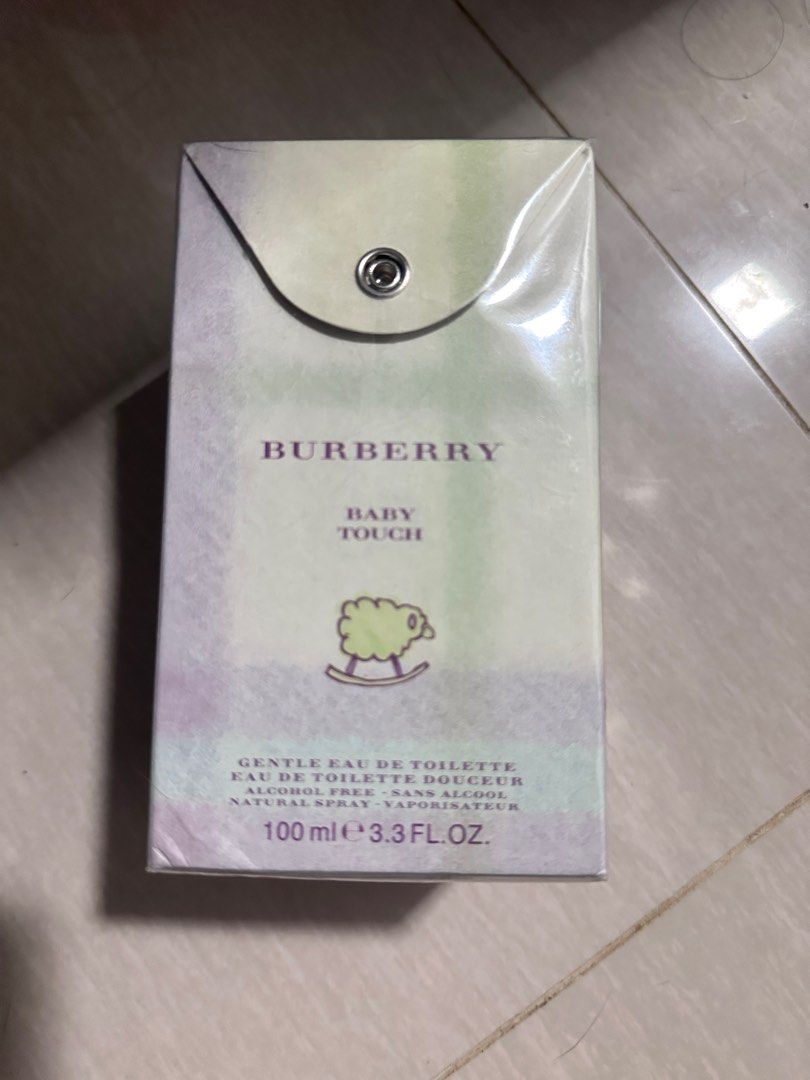 BURBERRY
BABY
TOUCH
GENTLE EAU DE TOILETTE
EAU DE TOILETTE DOUCEUR
ALCOHOL FREE - SANS ALCOOL
NATURAL SPRAY - VAPORISATEUR
100 ml ℮ 3.3 FL.OZ.